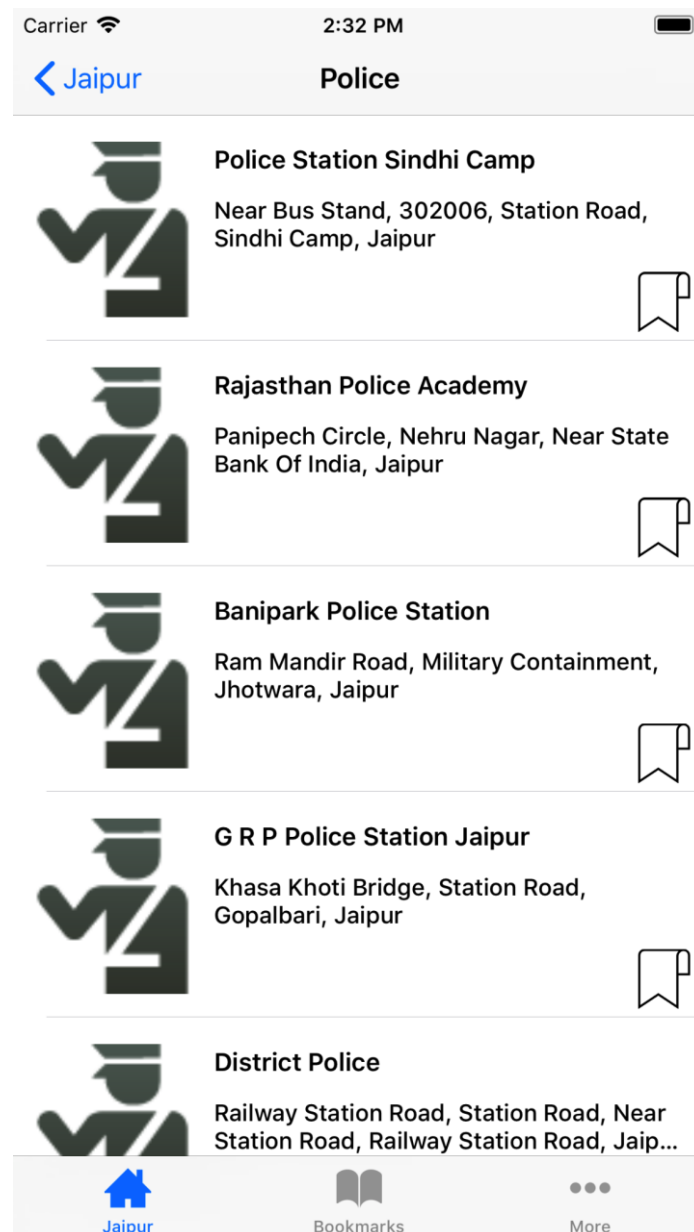 Carrier
2:32 PM
Jaipur
Police
Police Station Sindhi Camp
Near Bus Stand, 302006, Station Road,
Sindhi Camp, Jaipur
Rajasthan Police Academy
Panipech Circle, Nehru Nagar, Near State
Bank Of India, Jaipur
Banipark Police Station
Ram Mandir Road, Military Containment,
Jhotwara, Jaipur
G R P Police Station Jaipur
Khasa Khoti Bridge, Station Road,
Gopalbari, Jaipur
District Police
Railway Station Road, Station Road, Near
Station Road, Railway Station Road, Jaip...
Jaipur
Bookmarks
More